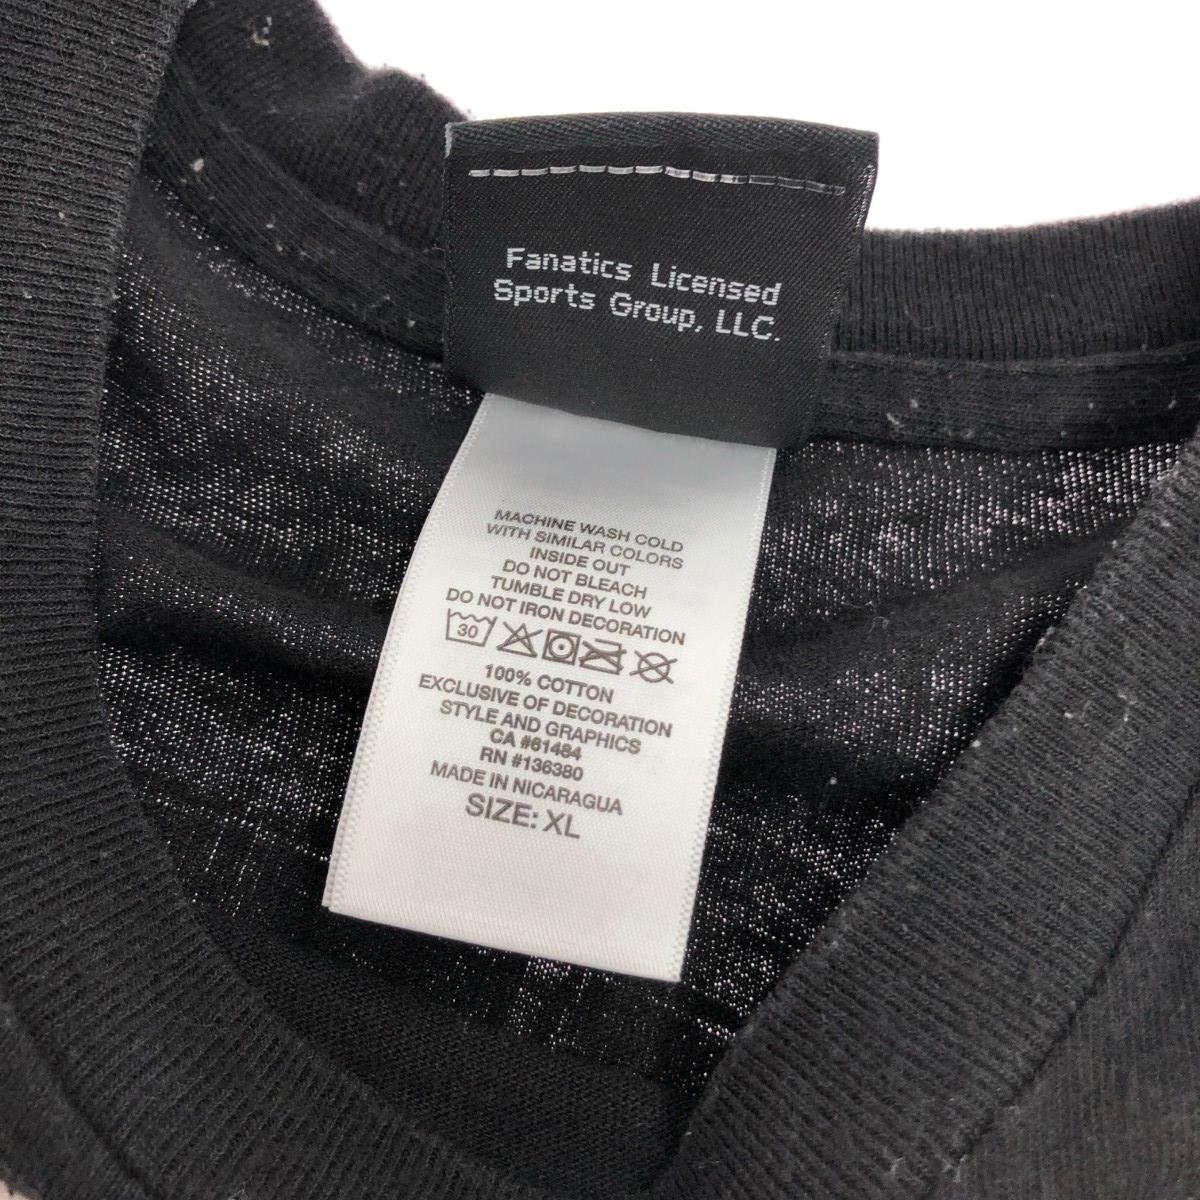 Fanatics Licensed
Sports Group, LLC.
MACHINE WASH COLD
WITH SIMILAR COLORS
INSIDE OUT
DO NOT BLEACH
TUMBLE DRY LOW
DO NOT IRON DECORATION
30
100% COTTON
EXCLUSIVE OF DECORATION
STYLE AND GRAPHICS
CA #61484
RN #136380
MADE IN NICARAGUA
SIZE: XL